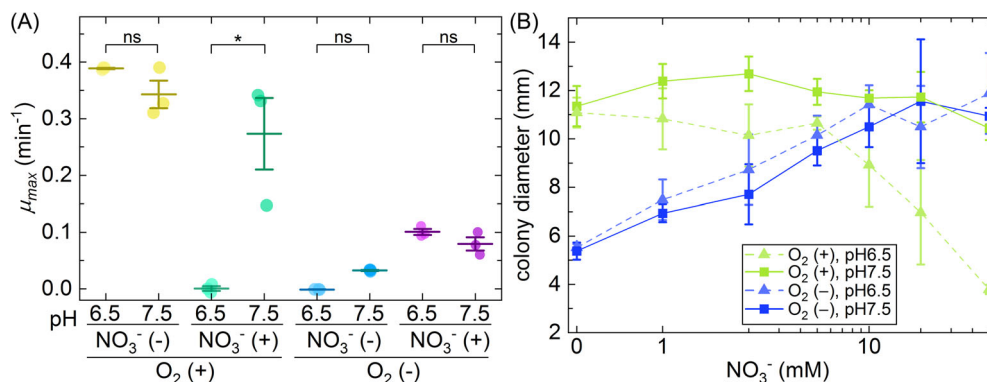 (A)
ns
*
ns
ns
0.4
0.3
0.2
0.1
0.0
μmax (min⁻¹)
pH 6.5 7.5 6.5 7.5 6.5 7.5 6.5 7.5
NO₃⁻ (-) NO₃⁻ (+) NO₃⁻ (-) NO₃⁻ (+)
O₂ (+) O₂ (-)
(B)
14
12
10
8
6
4
2
colony diameter (mm)
O₂ (+), pH6.5
O₂ (+), pH7.5
O₂ (–), pH6.5
O₂ (–), pH7.5
0 1 10
NO₃⁻ (mM)